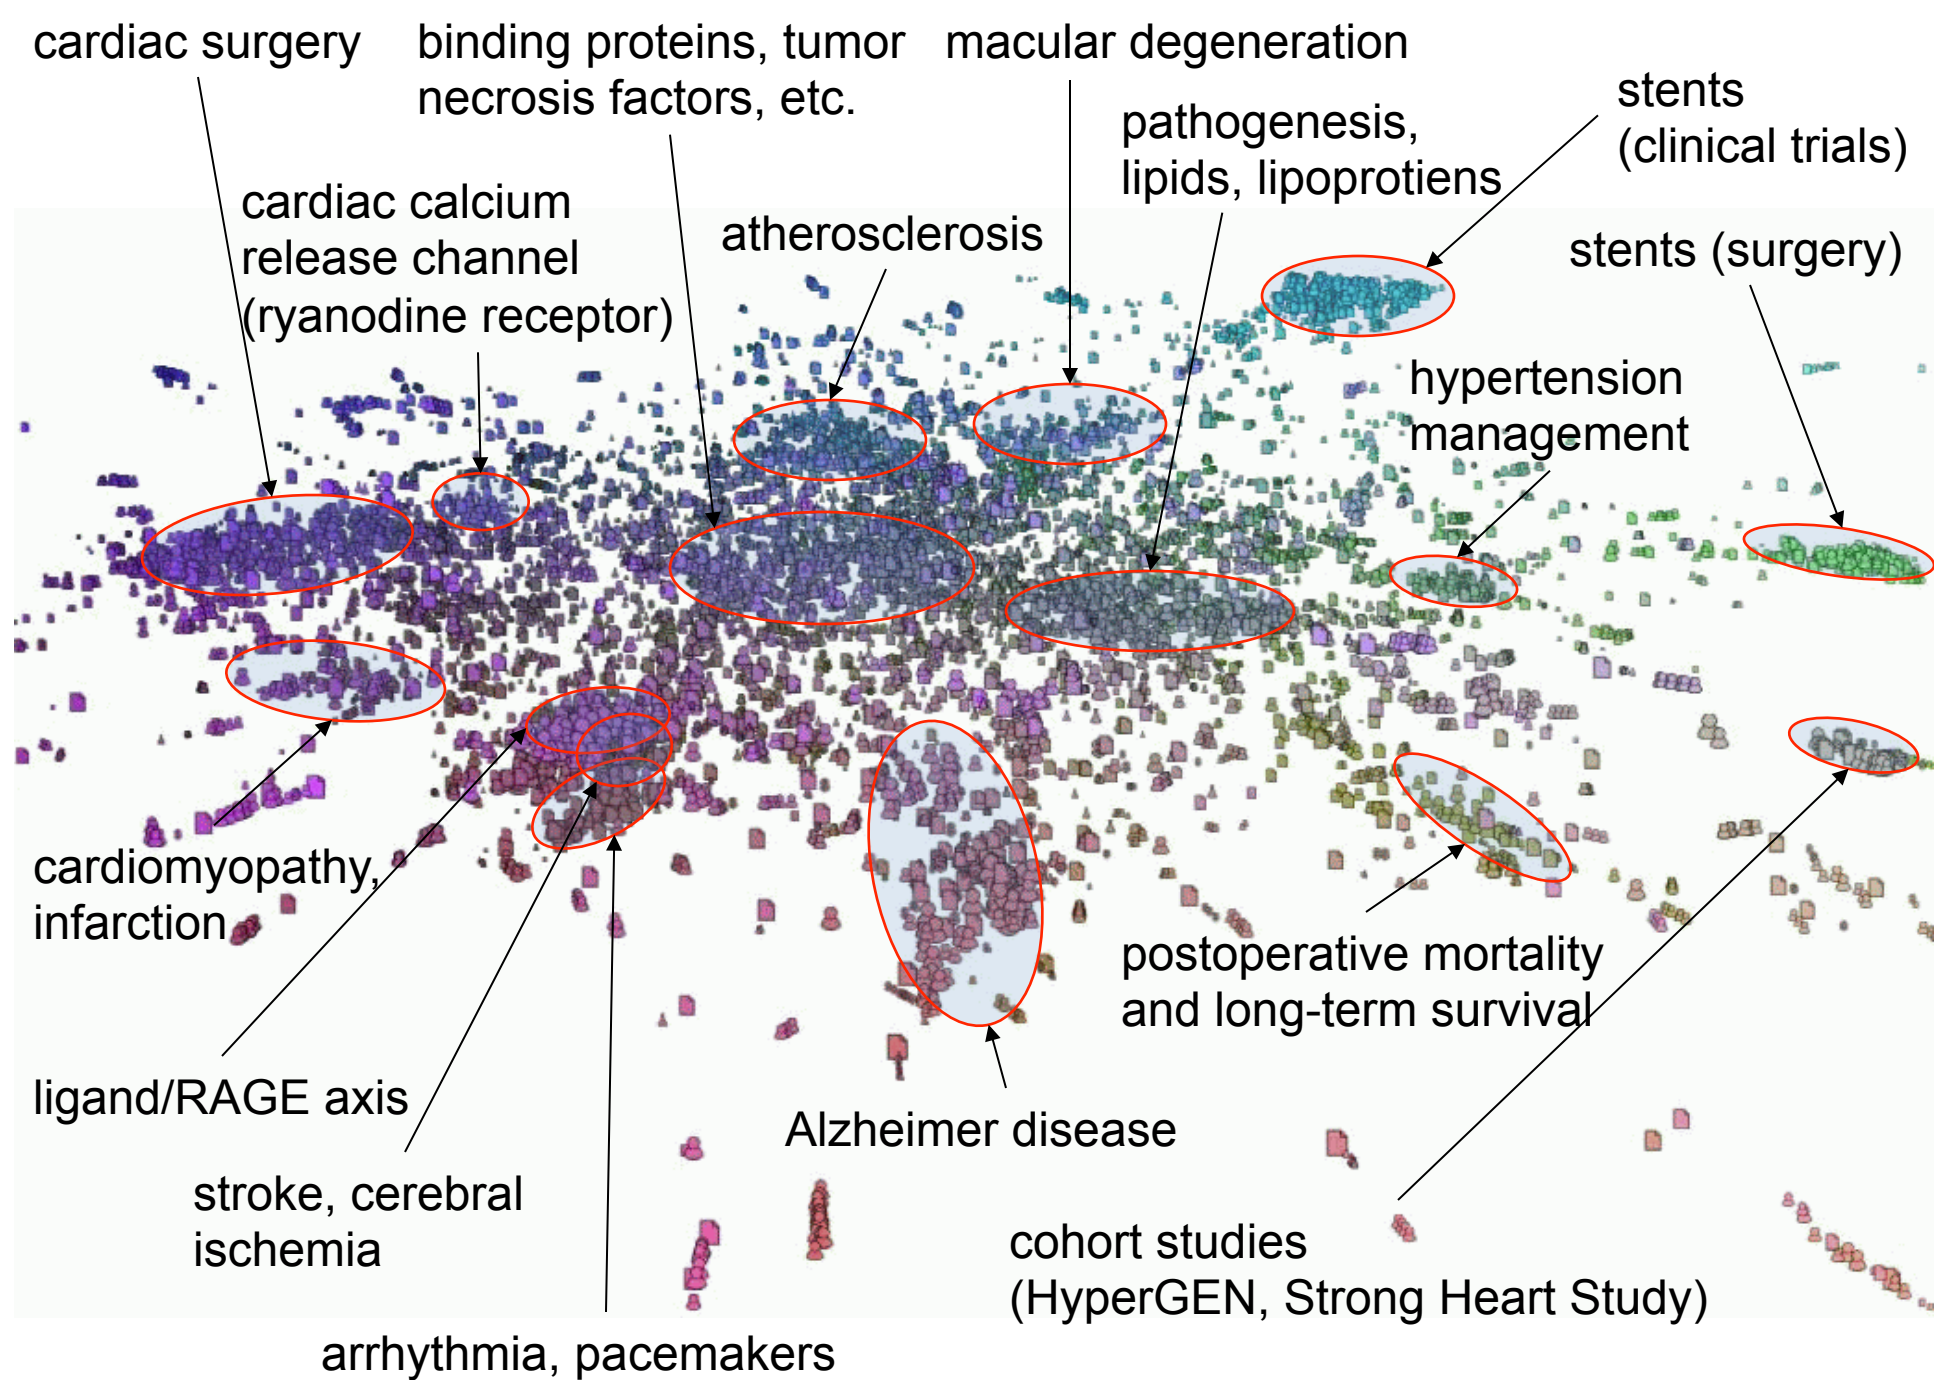 cardiac surgery
binding proteins, tumor
necrosis factors, etc.
macular degeneration
stents
(clinical trials)
pathogenesis,
lipids, lipoprotiens
cardiac calcium
release channel
(ryanodine receptor)
atherosclerosis
stents (surgery)
hypertension
management
cardiomyopathy,
infarction
postoperative mortality
and long-term survival
ligand/RAGE axis
Alzheimer disease
stroke, cerebral
ischemia
cohort studies
(HyperGEN, Strong Heart Study)
arrhythmia, pacemakers